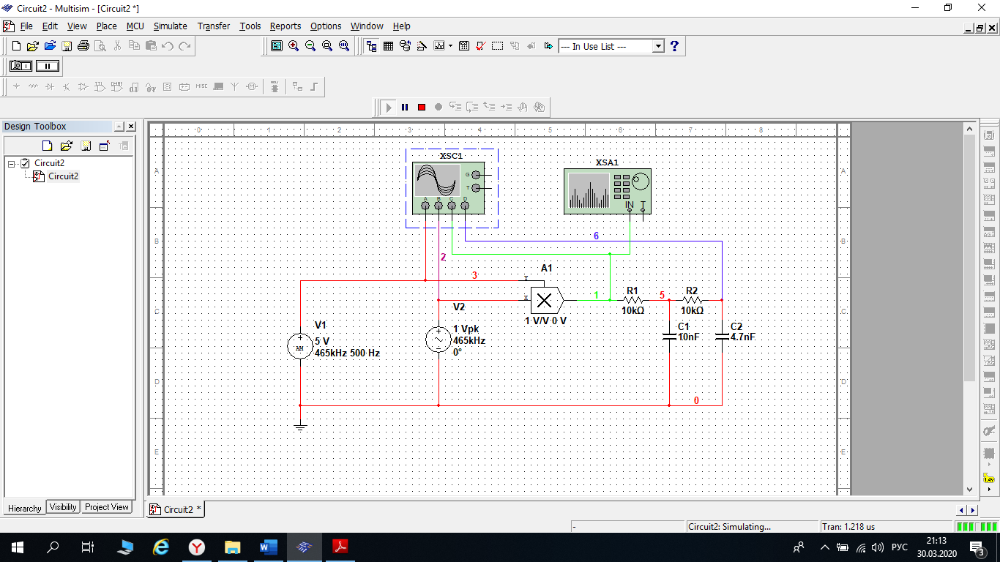 Circuit2 - Multisim - [Circuit2 *]
File Edit View Place MCU Simulate Transfer Tools Reports Options Window Help
--- In Use List --- ?
MISC
Design Toolbox
Circuit2
Circuit2
0 1 2 3 4 5 6 7 8
A A
B B
C C
D D
E E
XSC1
G
T
A B C D
XSA1
IN T
6
2
3
Y
A1
X
1 V/V 0 V
1
R1
10kΩ
5
R2
10kΩ
V1
5 V
465kHz 500 Hz
AM
V2
1 Vpk
465kHz
0°
C1
10nF
C2
4.7nF
0
AG
1.4v
Hierarchy Visibility Project View
Circuit2 *
- Circuit2: Simulating... Tran: 1.218 us
РУС
21:13
30.03.2020
3